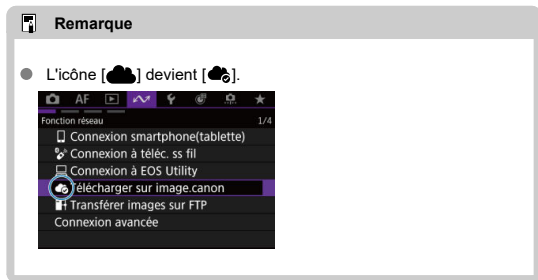 Remarque
L'icône [] devient [].
AF
Fonction réseau 1/4
Connexion smartphone(tablette)
Connexion à téléc. ss fil
Connexion à EOS Utility
Télécharger sur image.canon
Transférer images sur FTP
Connexion avancée